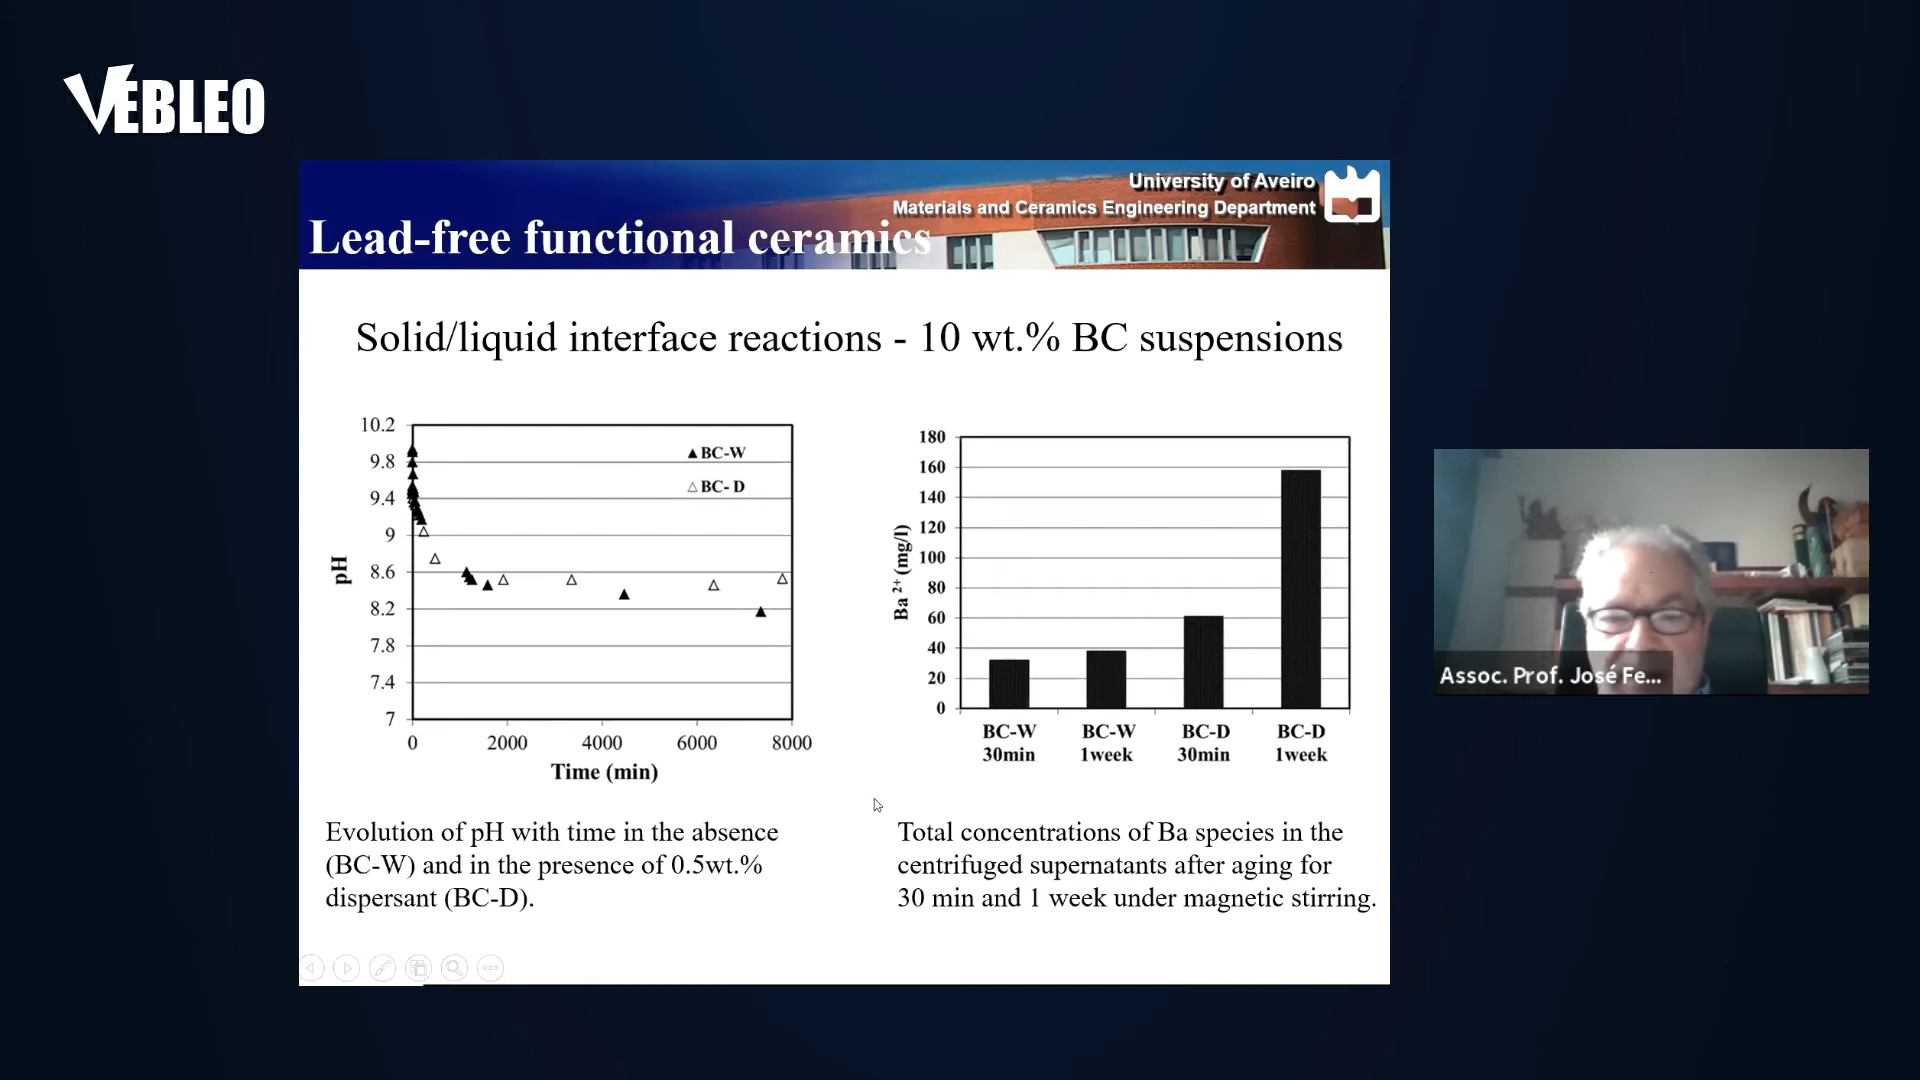 VEBLEO
University of Aveiro
Materials and Ceramics Engineering Department
Lead-free functional ceramics
Solid/liquid interface reactions - 10 wt.% BC suspensions
10.2
9.8
9.4
9
8.6
8.2
7.8
7.4
7
pH
▲ BC-W
△ BC- D
0 2000 4000 6000 8000
Time (min)
180
160
140
120
100
80
60
40
20
0
Ba 2+ (mg/l)
BC-W BC-W BC-D BC-D
30min 1week 30min 1week
Evolution of pH with time in the absence
(BC-W) and in the presence of 0.5wt.%
dispersant (BC-D).
Total concentrations of Ba species in the
centrifuged supernatants after aging for
30 min and 1 week under magnetic stirring.
Assoc. Prof. José Fe...